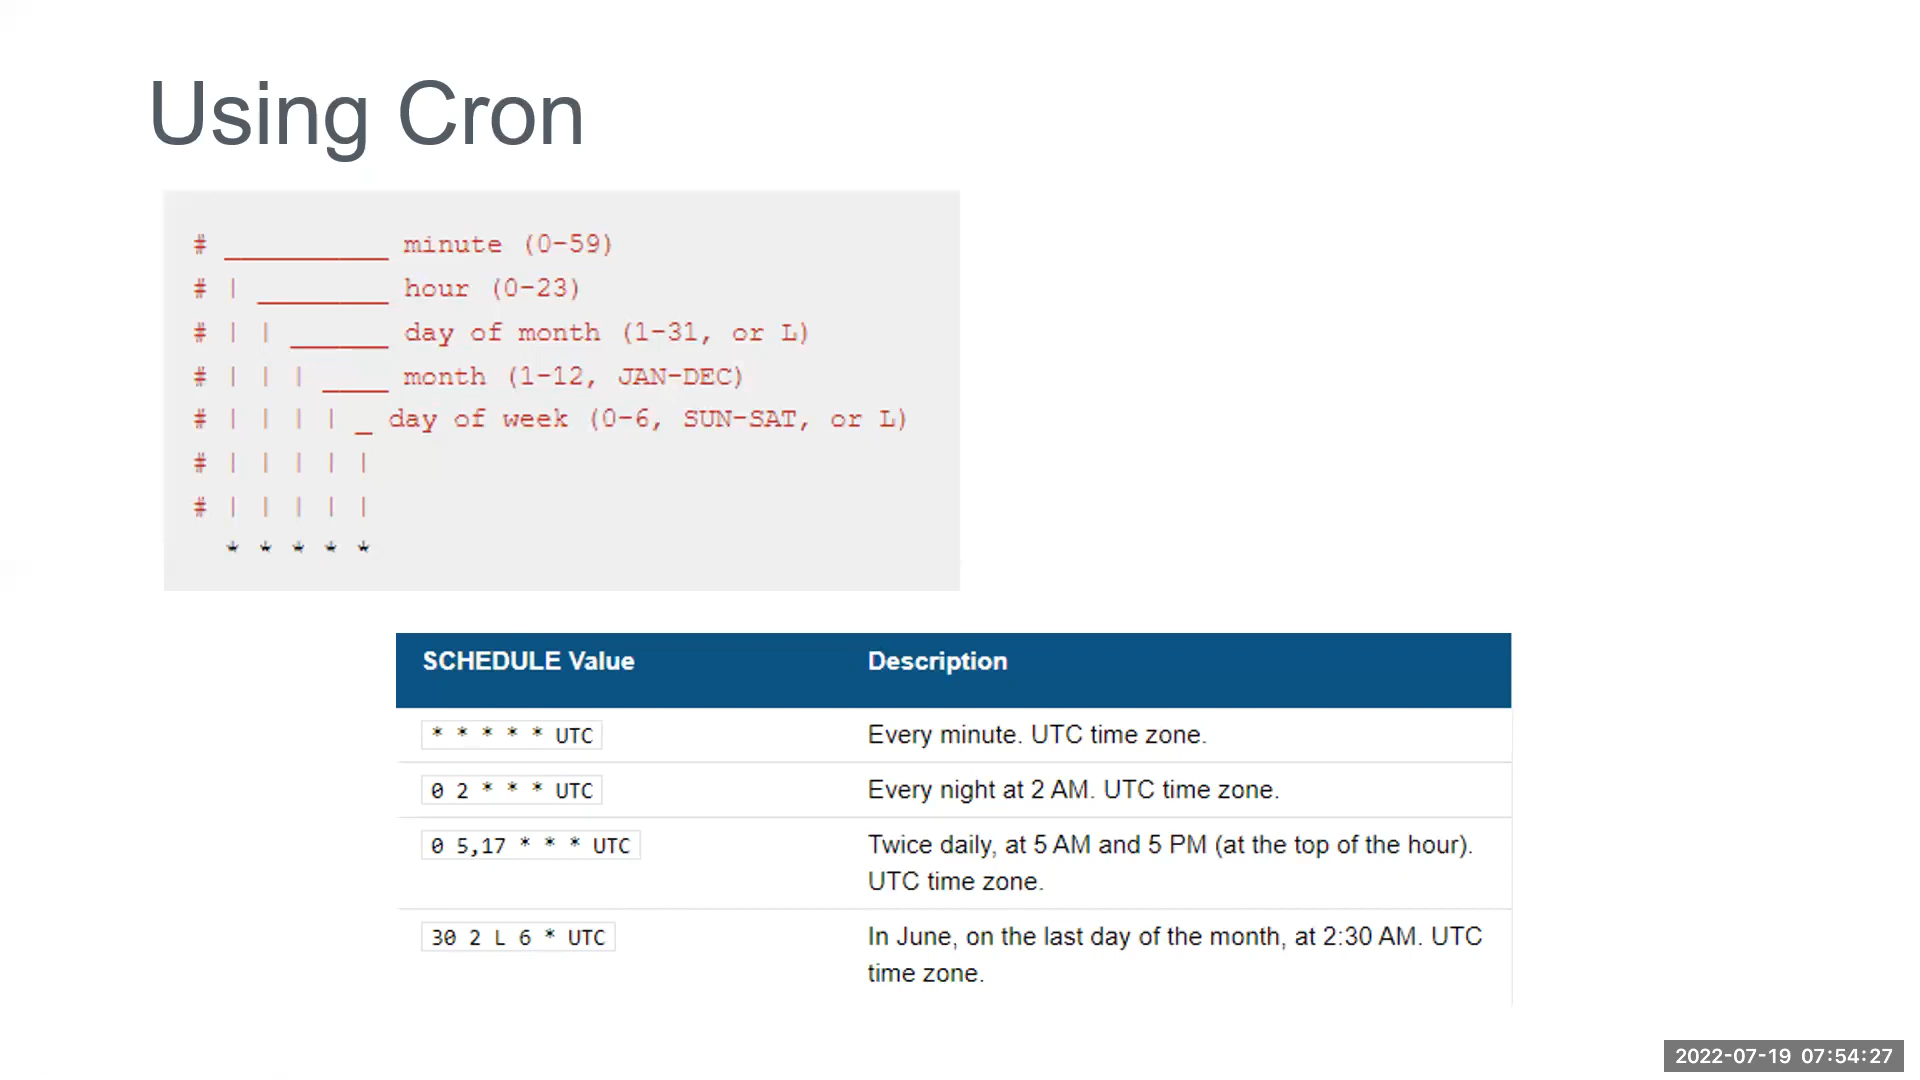 Using Cron
# __________ minute (0-59)
# | ________ hour (0-23)
# | | ______ day of month (1-31, or L)
# | | | ____ month (1-12, JAN-DEC)
# | | | | _ day of week (0-6, SUN-SAT, or L)
# | | | | |
# | | | | |
* * * * *
SCHEDULE Value Description
* * * * * UTC Every minute. UTC time zone.
0 2 * * * UTC Every night at 2 AM. UTC time zone.
0 5,17 * * * UTC Twice daily, at 5 AM and 5 PM (at the top of the hour).
UTC time zone.
30 2 L 6 * UTC In June, on the last day of the month, at 2:30 AM. UTC
time zone.
2022-07-19 07:54:27